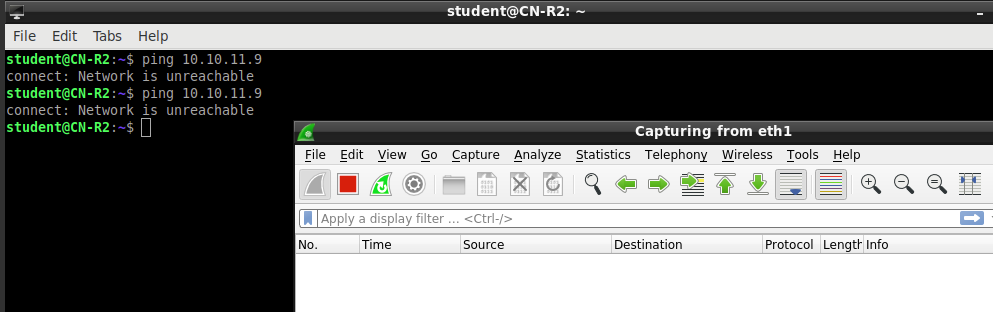 student@CN-R2: ~
File Edit Tabs Help
student@CN-R2:~$ ping 10.10.11.9
connect: Network is unreachable
student@CN-R2:~$ ping 10.10.11.9
connect: Network is unreachable
student@CN-R2:~$
Capturing from eth1
File Edit View Go Capture Analyze Statistics Telephony Wireless Tools Help
Apply a display filter ... <Ctrl-/>
No. Time Source Destination Protocol Length Info